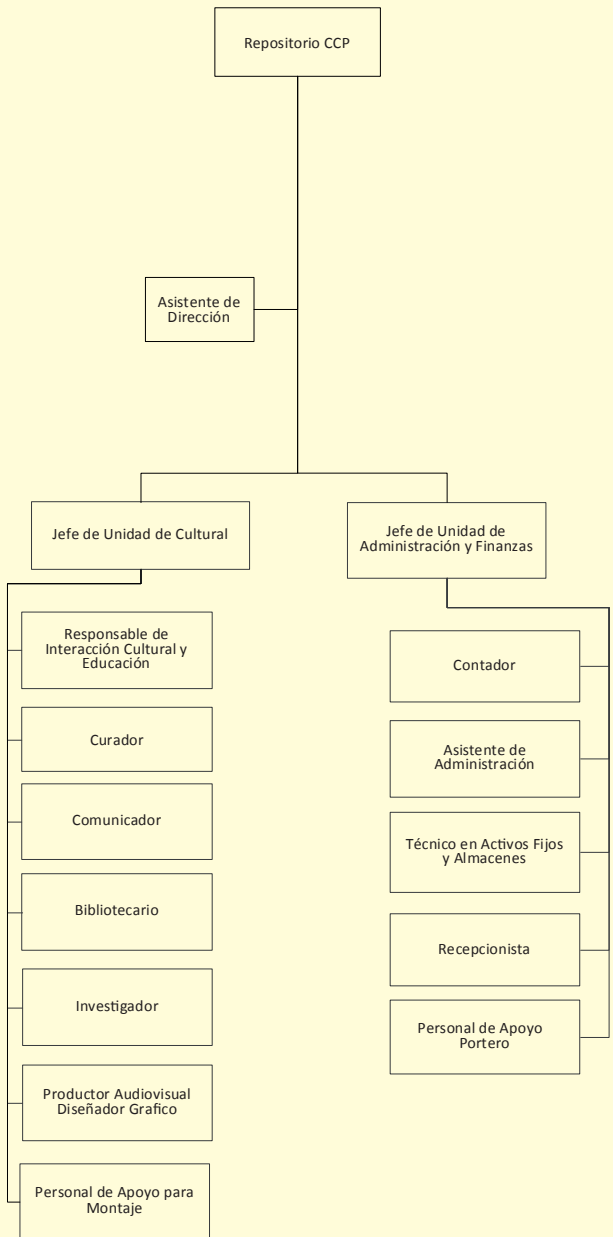 Repositorio CCP
Asistente de
Dirección
Jefe de Unidad de Cultural
Responsable de
Interacción Cultural y
Educación
Curador
Comunicador
Bibliotecario
Investigador
Productor Audiovisual
Diseñador Grafico
Personal de Apoyo para
Montaje
Jefe de Unidad de
Administración y Finanzas
Contador
Asistente de
Administración
Técnico en Activos Fijos
y Almacenes
Recepcionista
Personal de Apoyo
Portero